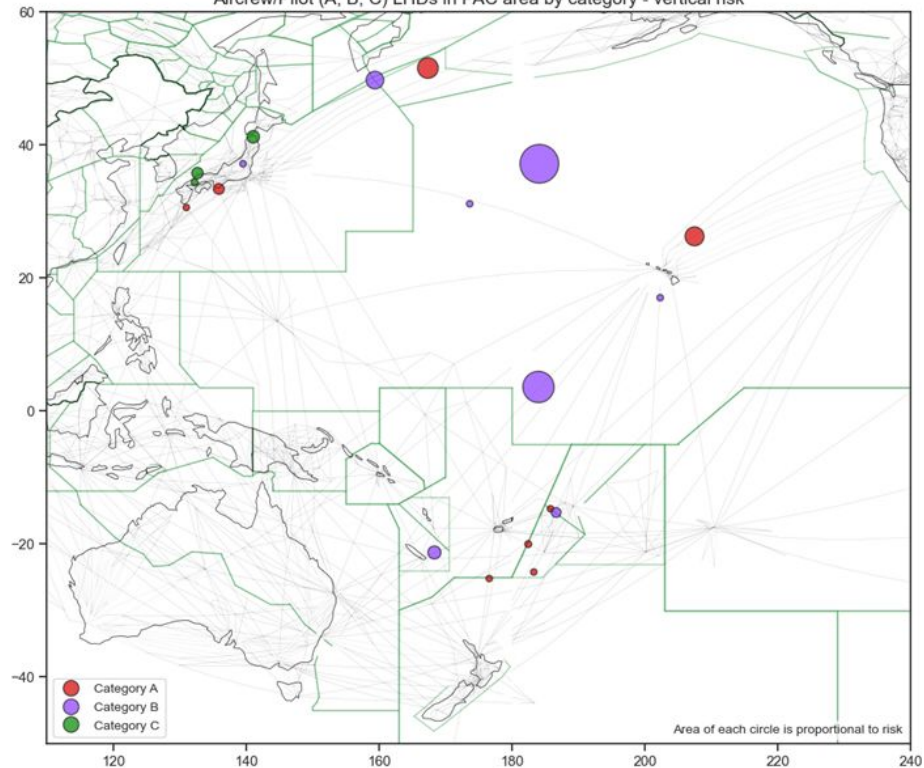 Aircrew/Pilot (A, B, C) LHDs in PAC area by category - vertical risk
60
40
20
0
−20
−40
Category A
Category B
Category C
Area of each circle is proportional to risk
120
140
160
180
200
220
240